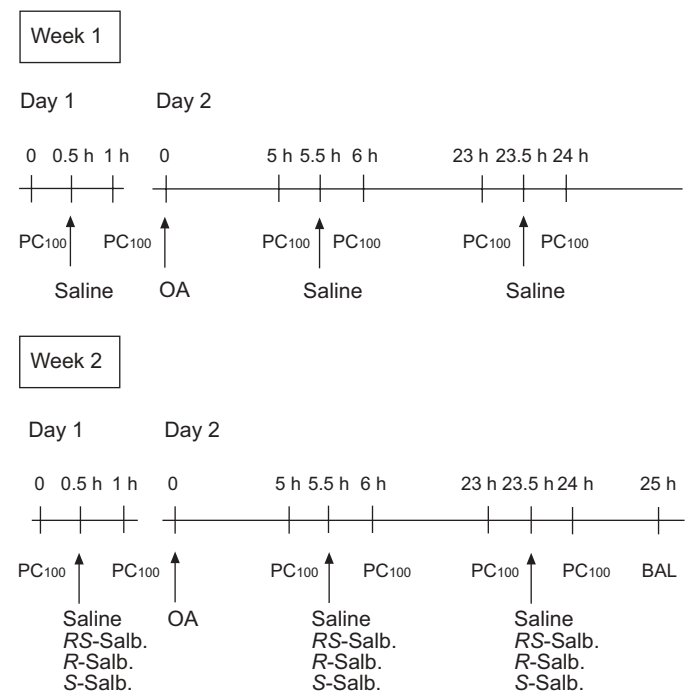 Week 1
Day 1 Day 2
0 0.5 h 1 h 0 5 h 5.5 h 6 h 23 h 23.5 h 24 h
PC100 PC100 PC100 PC100 PC100 PC100
Saline OA Saline Saline
Week 2
Day 1 Day 2
0 0.5 h 1 h 0 5 h 5.5 h 6 h 23 h 23.5 h 24 h 25 h
PC100 PC100 PC100 PC100 PC100 PC100 BAL
Saline OA Saline Saline
RS-Salb. RS-Salb. RS-Salb.
R-Salb. R-Salb. R-Salb.
S-Salb. S-Salb. S-Salb.